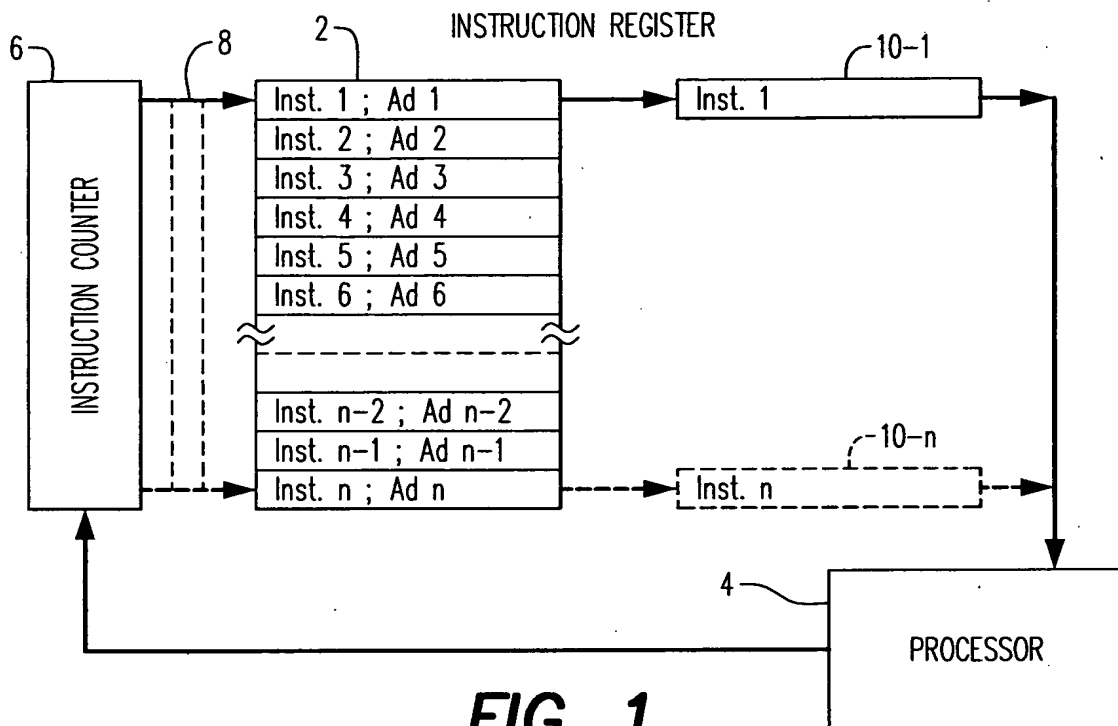 INSTRUCTION REGISTER
6
8
2
10-1
Inst. 1 ; Ad 1
Inst. 1
Inst. 2 ; Ad 2
Inst. 3 ; Ad 3
Inst. 4 ; Ad 4
Inst. 5 ; Ad 5
Inst. 6 ; Ad 6
INSTRUCTION COUNTER
Inst. n-2 ; Ad n-2
Inst. n-1 ; Ad n-1
Inst. n ; Ad n
10-n
Inst. n
4
PROCESSOR
FIG. 1